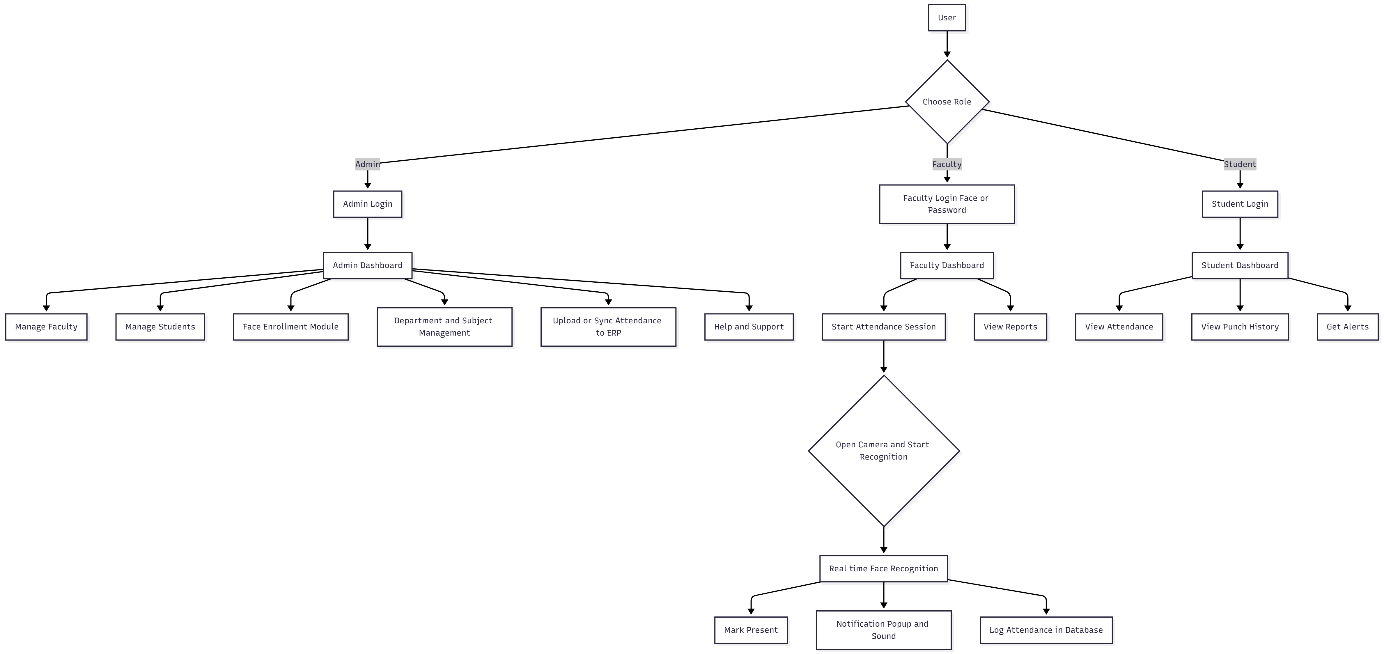 User
Choose Role
Admin
Faculty
Student
Admin Login
Faculty Login Face or
Password
Student Login
Admin Dashboard
Faculty Dashboard
Student Dashboard
Manage Faculty
Manage Students
Face Enrollment Module
Department and Subject
Management
Upload or Sync Attendance
to ERP
Help and Support
Start Attendance Session
View Reports
View Attendance
View Punch History
Get Alerts
Open Camera and Start
Recognition
Real time Face Recognition
Mark Present
Notification Popup and
Sound
Log Attendance in Database